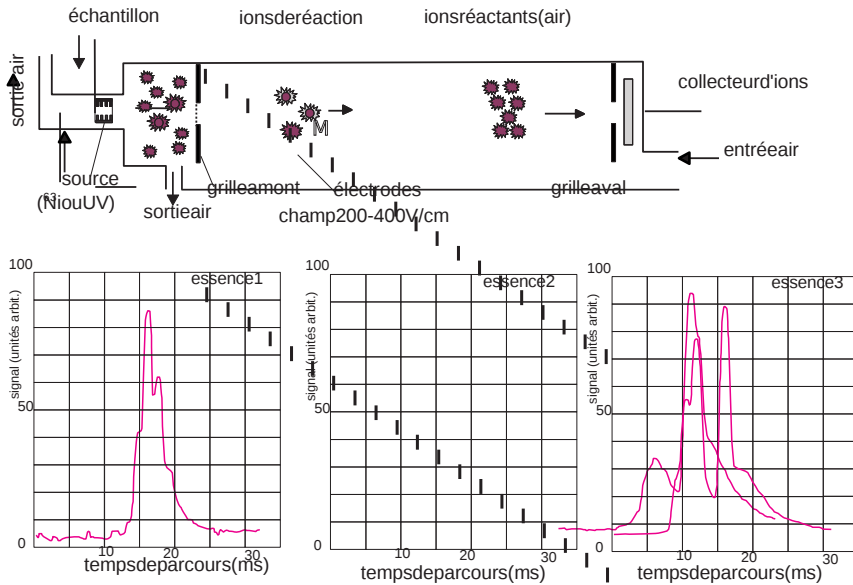 échantillon
ionsderéaction
ionsréactants(air)
sortie air
M
collecteurd'ions
entréeair
source
(63NiouUV)
sortieair
grilleamont
électrodes
champ200-400V/cm
grilleaval
essence1
100
signal (unités arbit.)
50
0
10
20
30
tempsdeparcours(ms)
essence2
100
signal (unités arbit.)
50
0
10
20
30
tempsdeparcours(ms)
essence3
100
signal (unités arbit.)
50
0
10
20
30
tempsdeparcours(ms)